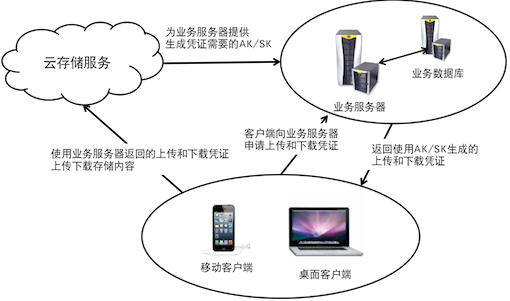 为业务服务器提供
生成凭证需要的AK/SK
云存储服务
业务数据库
业务服务器
使用业务服务器返回的上传和下载凭证
上传下载存储内容
客户端向业务服务器
申请上传和下载凭证
返回使用AK/SK生成的
上传和下载凭证
移动客户端
桌面客户端